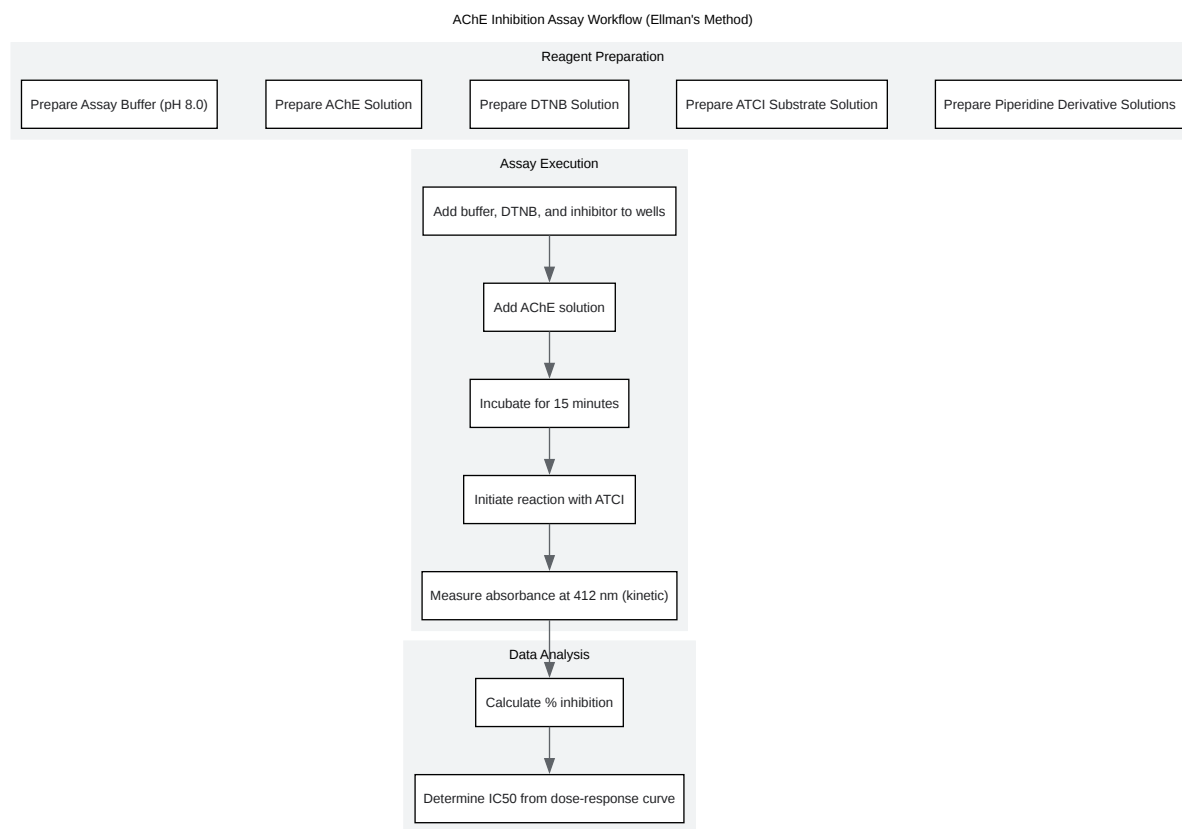 AChE Inhibition Assay Workflow (Ellman's Method)
Reagent Preparation
Prepare Assay Buffer (pH 8.0)
Prepare AChE Solution
Prepare DTNB Solution
Prepare ATCI Substrate Solution
Prepare Piperidine Derivative Solutions
Assay Execution
Add buffer, DTNB, and inhibitor to wells
Add AChE solution
Incubate for 15 minutes
Initiate reaction with ATCI
Measure absorbance at 412 nm (kinetic)
Data Analysis
Calculate % inhibition
Determine IC50 from dose-response curve